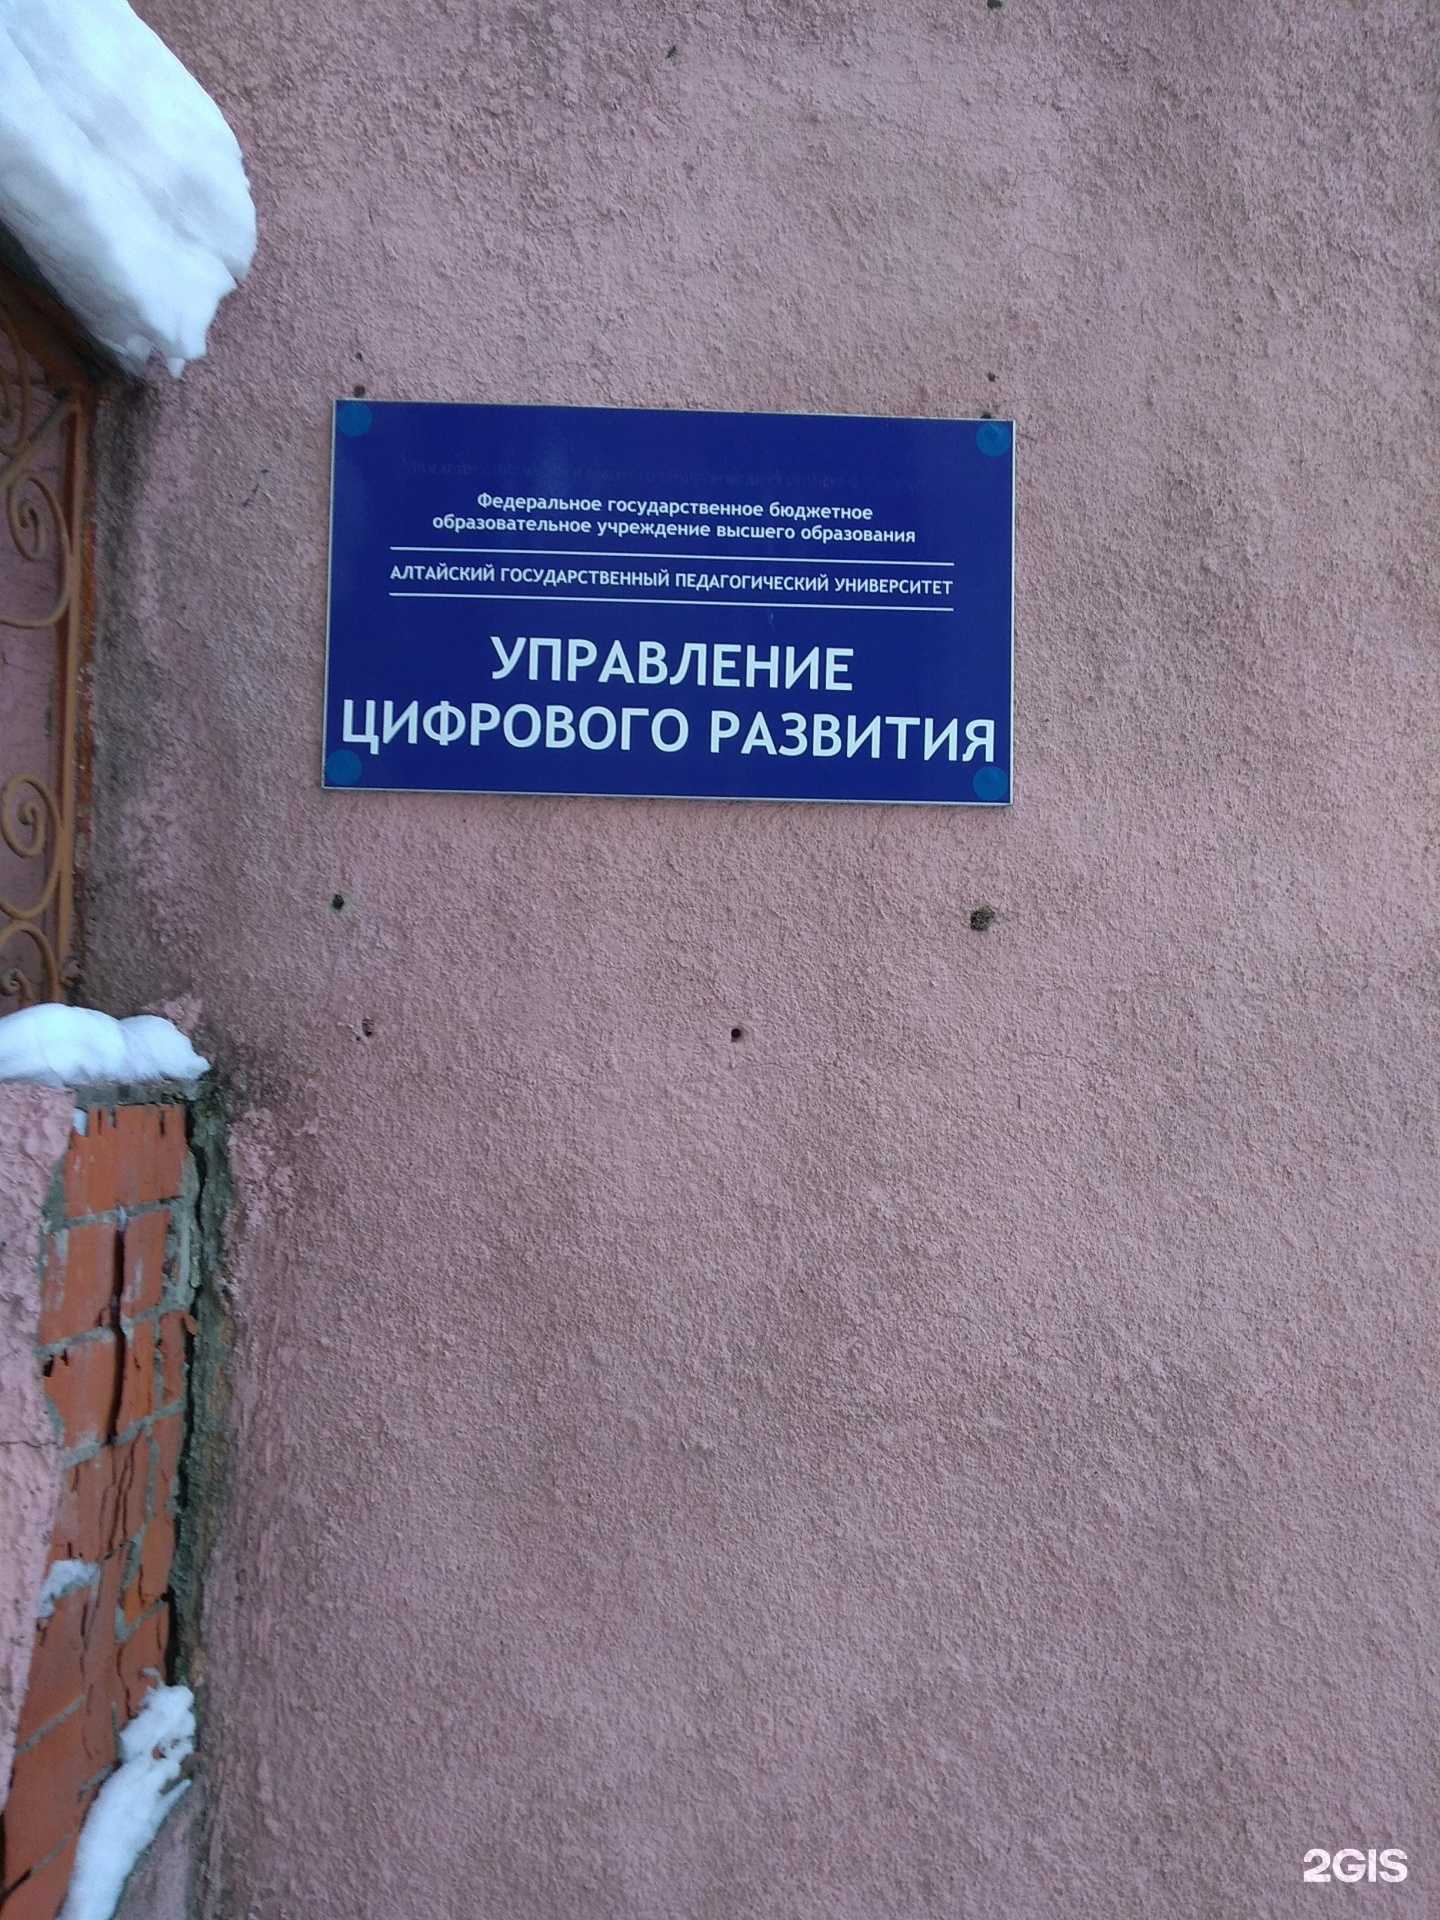 Федеральное государственное бюджетное
образовательное учреждение высшего образования
АЛТАЙСКИЙ ГОСУДАРСТВЕННЫЙ ПЕДАГОГИЧЕСКИЙ УНИВЕРСИТЕТ
УПРАВЛЕНИЕ
ЦИФРОВОГО РАЗВИТИЯ
2GIS